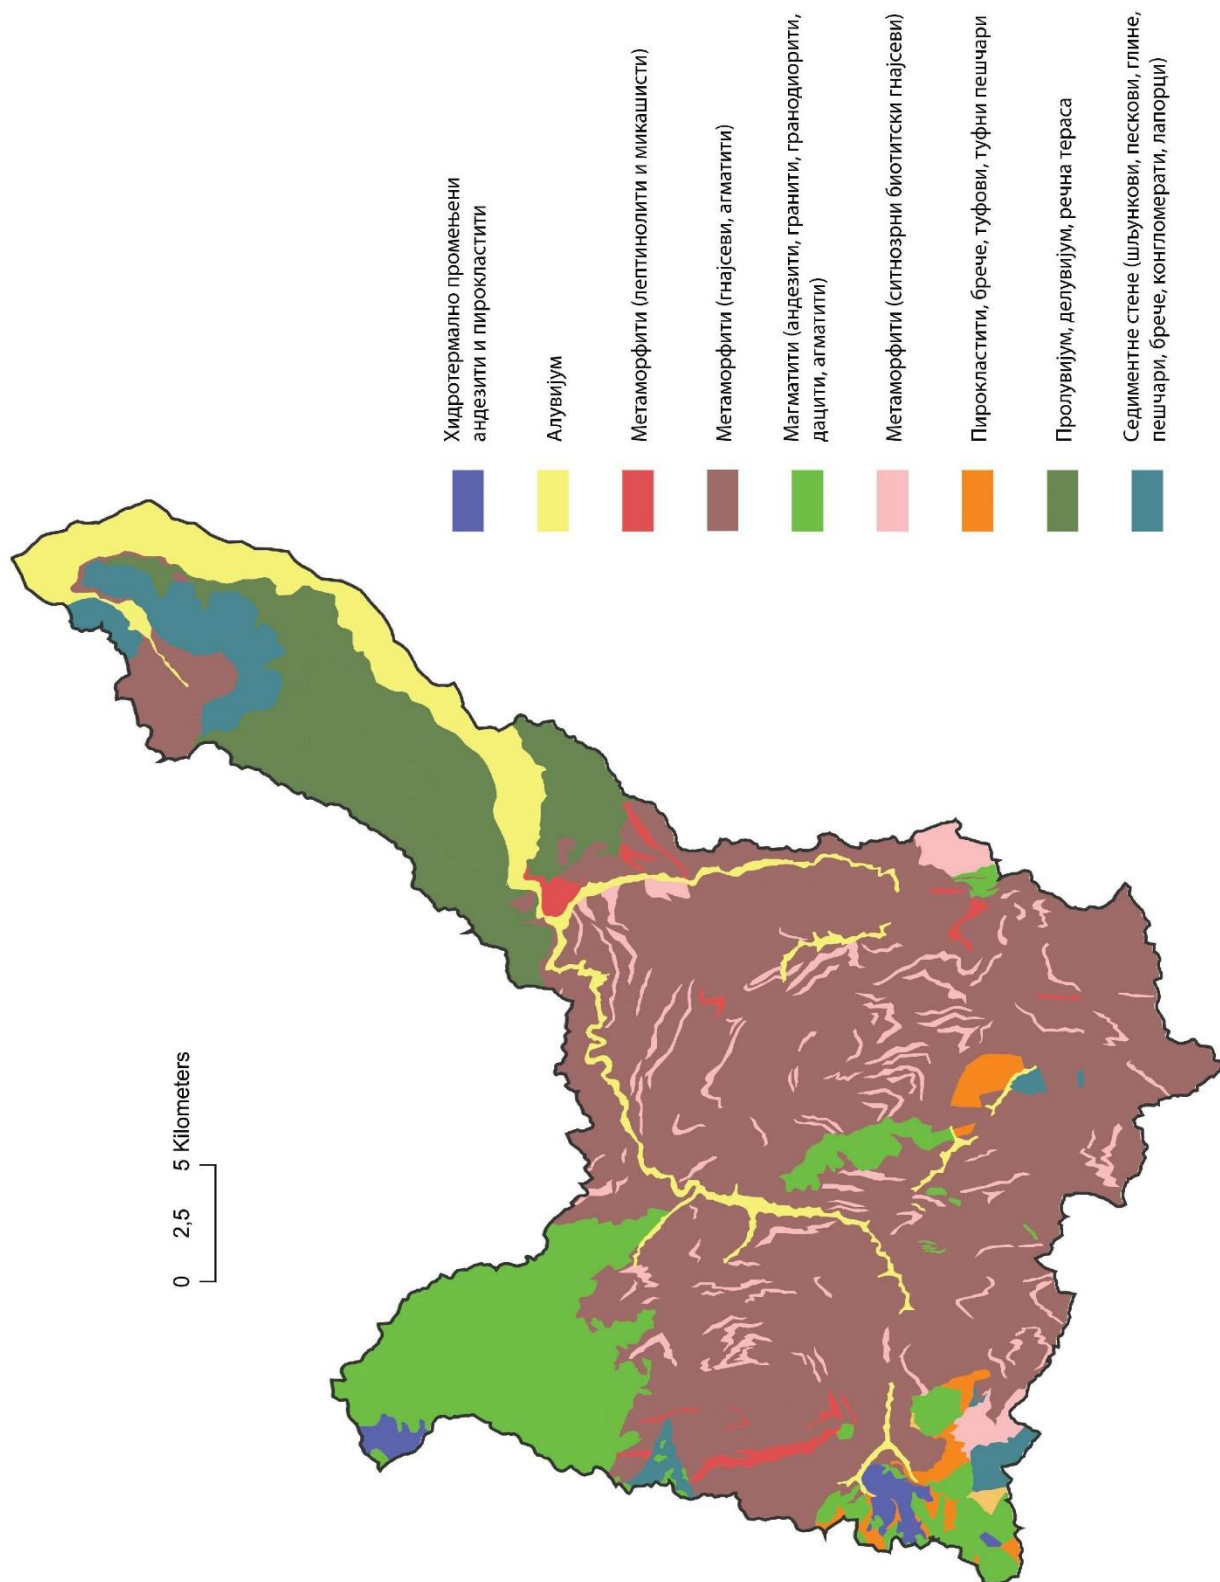 0 2,5 5 Kilometers
Хидротермално промењени
андезити и пирокластити
Алувијум
Метаморфити (лептинолити и микашисти)
Метаморфити (гнајсеви, агматити)
Магматити (андезити, гранити, гранодиорити,
дацити, агматити)
Метаморфити (ситнозрни биотитски гнајсеви)
Пирокластити, брече, туфови, туфни пешчари
Пролувијум, делувијум, речна тераса
Седиментне стене (шљункови, пескови, глине,
пешчари, брече, конгломерати, лапорци)